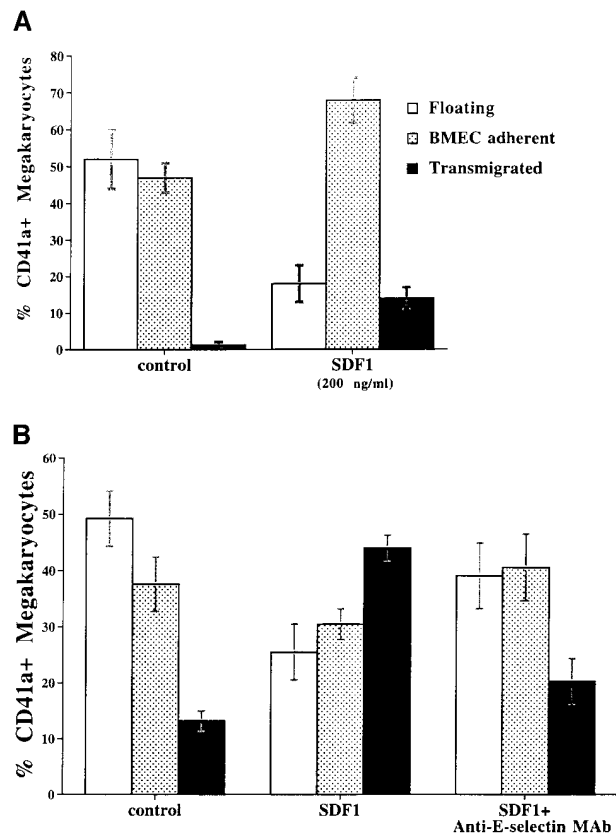 A
80
70
60
50
40
30
20
10
0
% CD41a+ Megakaryocytes
Floating
BMEC adherent
Transmigrated
control
SDF1
(200 ng/ml)
B
60
50
40
30
20
10
0
% CD41a+ Megakaryocytes
control
SDF1
SDF1+
Anti-E-selectin MAb